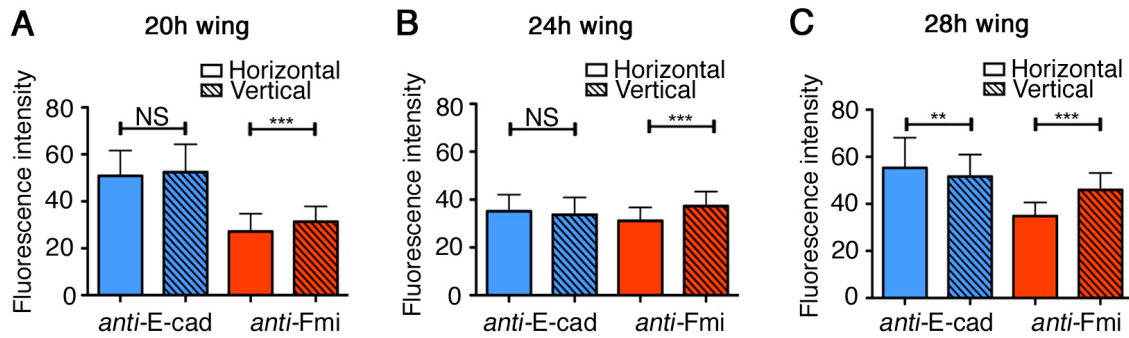 A
20h wing
Horizontal
Vertical
Fluorescence intensity
80
60
40
20
0
NS
***
anti-E-cad
anti-Fmi
B
24h wing
Horizontal
Vertical
Fluorescence intensity
80
60
40
20
0
NS
***
anti-E-cad
anti-Fmi
C
28h wing
Horizontal
Vertical
Fluorescence intensity
80
60
40
20
0
**
***
anti-E-cad
anti-Fmi